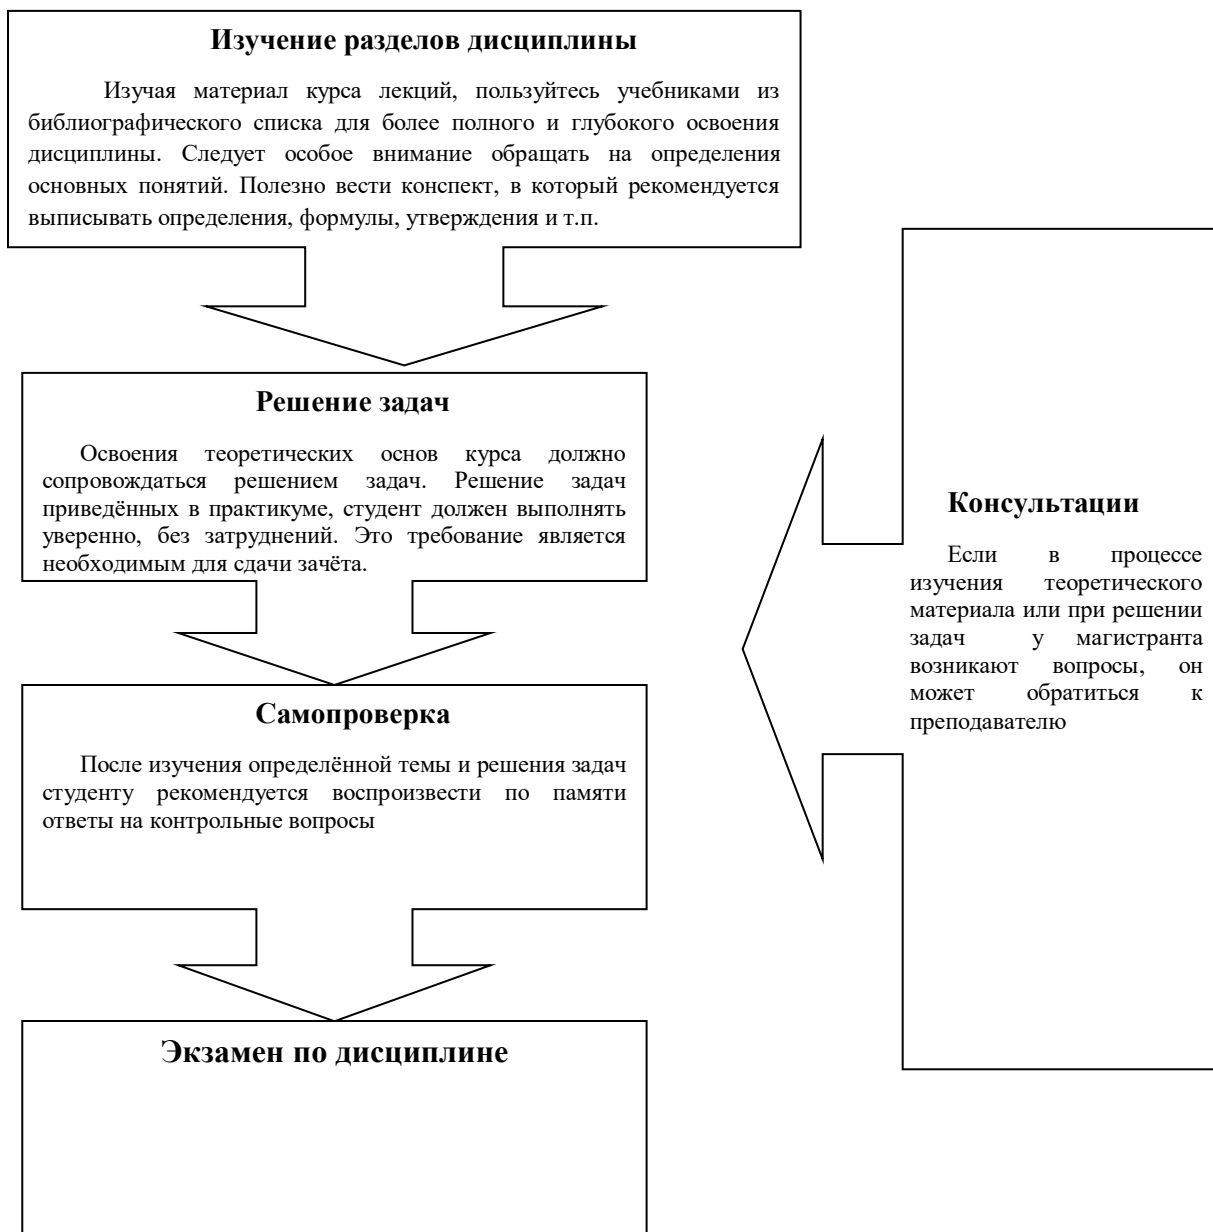 Изучение разделов дисциплины
Изучая материал курса лекций, пользуйтесь учебниками из
библиографического списка для более полного и глубокого освоения
дисциплины. Следует особое внимание обращать на определения
основных понятий. Полезно вести конспект, в который рекомендуется
выписывать определения, формулы, утверждения и т.п.
Решение задач
Освоения теоретических основ курса должно
сопровождаться решением задач. Решение задач
приведённых в практикуме, студент должен выполнять
уверенно, без затруднений. Это требование является
необходимым для сдачи зачёта.
Самопроверка
После изучения определённой темы и решения задач
студенту рекомендуется воспроизвести по памяти
ответы на контрольные вопросы
Экзамен по дисциплине
Консультации
Если в процессе
изучения теоретического
материала или при решении
задач у магистранта
возникают вопросы, он
может обратиться к
преподавателю